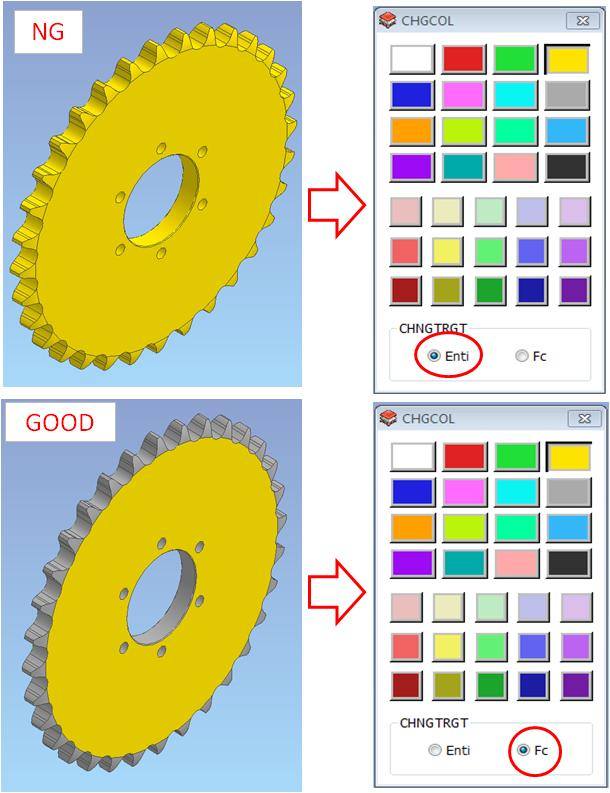 NG
CHGCOL
CHNGTRGT
Enti
Fc
GOOD
CHGCOL
CHNGTRGT
Enti
Fc